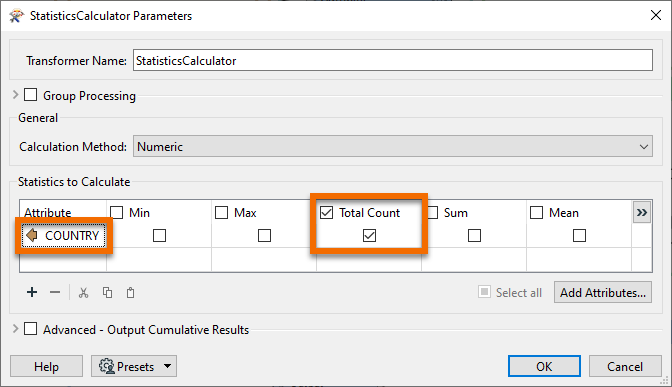 StatisticsCalculator Parameters
Transformer Name: StatisticsCalculator
Group Processing
General
Calculation Method: Numeric
Statistics to Calculate
Attribute Min Max Total Count Sum Mean »
COUNTRY
Select all Add Attributes...
Advanced - Output Cumulative Results
Help Presets OK Cancel